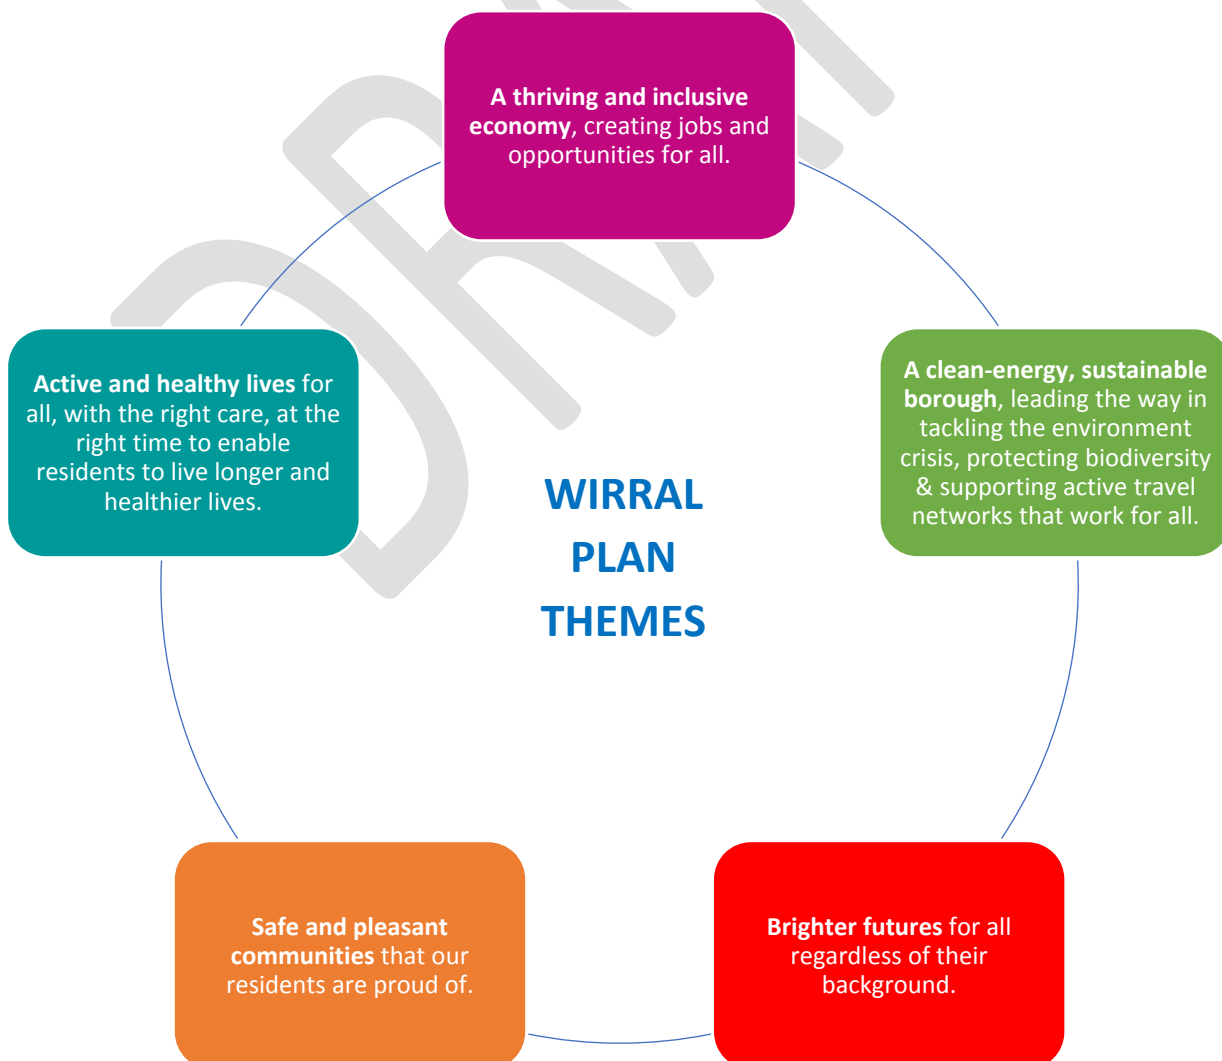 A thriving and inclusive
economy, creating jobs and
opportunities for all.
Active and healthy lives for
all, with the right care, at the
right time to enable
residents to live longer and
healthier lives.
A clean-energy, sustainable
borough, leading the way in
tackling the environment
crisis, protecting biodiversity
& supporting active travel
networks that work for all.
WIRRAL
PLAN
THEMES
Safe and pleasant
communities that our
residents are proud of.
Brighter futures for all
regardless of their
background.